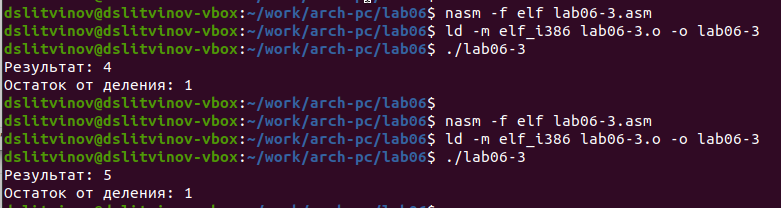 dslitvinov@dslitvinov-vbox:~/work/arch-pc/lab06$ nasm -f elf lab06-3.asm
dslitvinov@dslitvinov-vbox:~/work/arch-pc/lab06$ ld -m elf_i386 lab06-3.o -o lab06-3
dslitvinov@dslitvinov-vbox:~/work/arch-pc/lab06$ ./lab06-3
Результат: 4
Остаток от деления: 1
dslitvinov@dslitvinov-vbox:~/work/arch-pc/lab06$
dslitvinov@dslitvinov-vbox:~/work/arch-pc/lab06$ nasm -f elf lab06-3.asm
dslitvinov@dslitvinov-vbox:~/work/arch-pc/lab06$ ld -m elf_i386 lab06-3.o -o lab06-3
dslitvinov@dslitvinov-vbox:~/work/arch-pc/lab06$ ./lab06-3
Результат: 5
Остаток от деления: 1